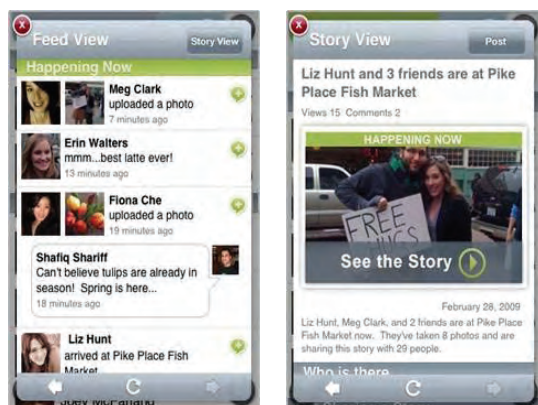 Feed View
Story View
Happening Now
Meg Clark
uploaded a photo
7 minutes ago
Erin Walters
mmm...best latte ever!
13 minutes ago
Fiona Che
uploaded a photo
19 minutes ago
Shafiq Shariff
Can't believe tulips are already in
season! Spring is here...
18 minutes ago
Liz Hunt
arrived at Pike Place Fish
Market
Joey McFarland
Story View
Post
Liz Hunt and 3 friends are at Pike
Place Fish Market
Views 15 Comments 2
HAPPENING NOW
FREE
HUGS
See the Story
February 28, 2009
Liz Hunt, Meg Clark, and 2 friends are at Pike Place
Fish Market now. They've taken 8 photos and are
sharing this story with 29 people.
Who is there